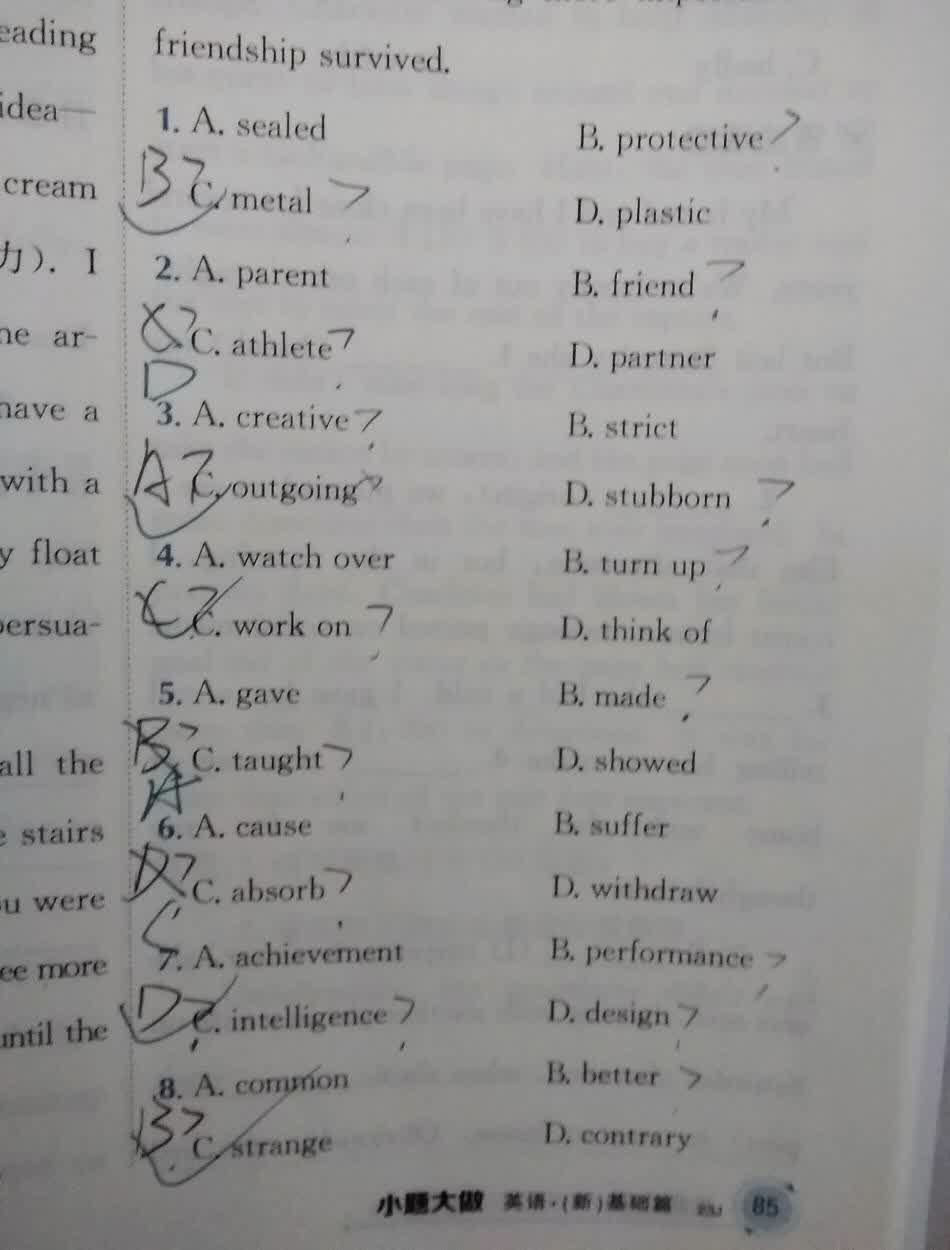 eading
idea—
cream
力). I
ne ar-
have a
with a
y float
persua-
all the
e stairs
u were
ee more
until the
friendship survived.
1. A. sealed B. protective ?
B ? C. metal ? D. plastic
2. A. parent B. friend ?
? C. athlete ? D. partner
D
3. A. creative ? B. strict
A ? C. outgoing ? D. stubborn ?
4. A. watch over B. turn up ?
C ? C. work on ? D. think of
5. A. gave B. made ?
B ? C. taught ? D. showed
A
6. A. cause B. suffer
? C. absorb ? D. withdraw
C
7. A. achievement B. performance ?
D ? C. intelligence ? D. design ?
8. A. common B. better ?
B ? C. strange D. contrary
小题大做 英语·(新)基础篇 85